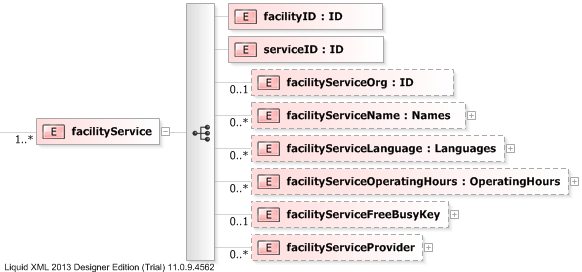 E facilityID : ID
E serviceID : ID
0..1 E facilityServiceOrg : ID
0..* E facilityServiceName : Names
1..* E facilityService
0..* E facilityServiceLanguage : Languages
0..* E facilityServiceOperatingHours : OperatingHours
0..1 E facilityServiceFreeBusyKey
0..* E facilityServiceProvider
Liquid XML 2013 Designer Edition (Trial) 11.0.9.4562